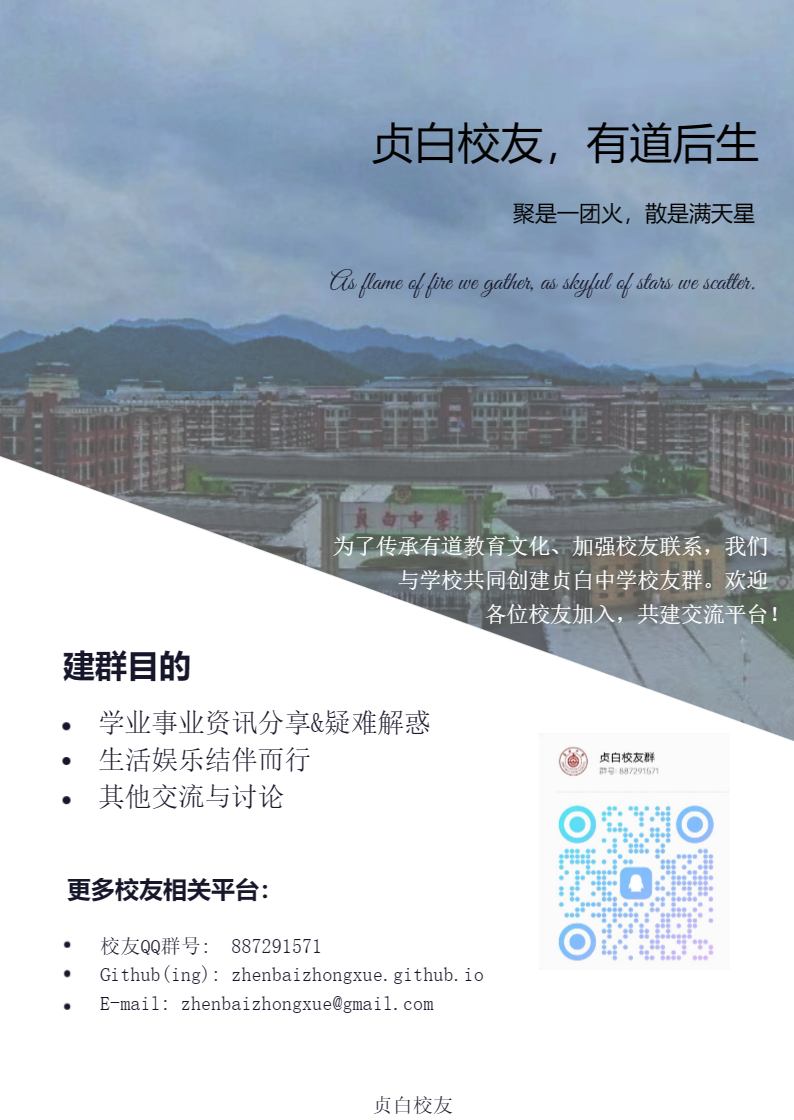 贞白校友，有道后生
聚是一团火，散是满天星
As flame of fire we gather, as skyful of stars we scatter.
贞白中学
为了传承有道教育文化、加强校友联系，我们
与学校共同创建贞白中学校友群。欢迎
各位校友加入，共建交流平台！
建群目的
• 学业事业资讯分享&疑难解惑
• 生活娱乐结伴而行
• 其他交流与讨论
贞白校友群
群号: 887291571
更多校友相关平台：
• 校友QQ群号: 887291571
• Github(ing): zhenbaizhongxue.github.io
• E-mail: zhenbaizhongxue@gmail.com
贞白校友